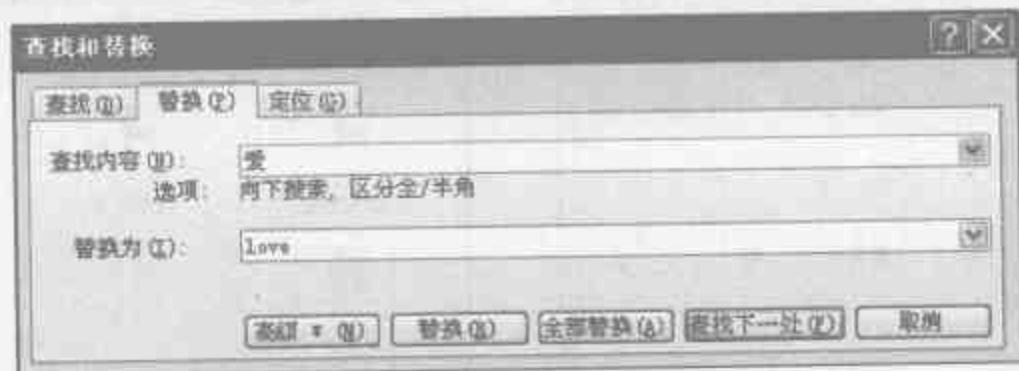 查找和替换
查找(D) 替换(P) 定位(G)
查找内容(N): 爱
选项: 向下搜索, 区分全/半角
替换为(I): love
高级 ▾ (M) 替换(R) 全部替换(A) 查找下一处(F) 取消